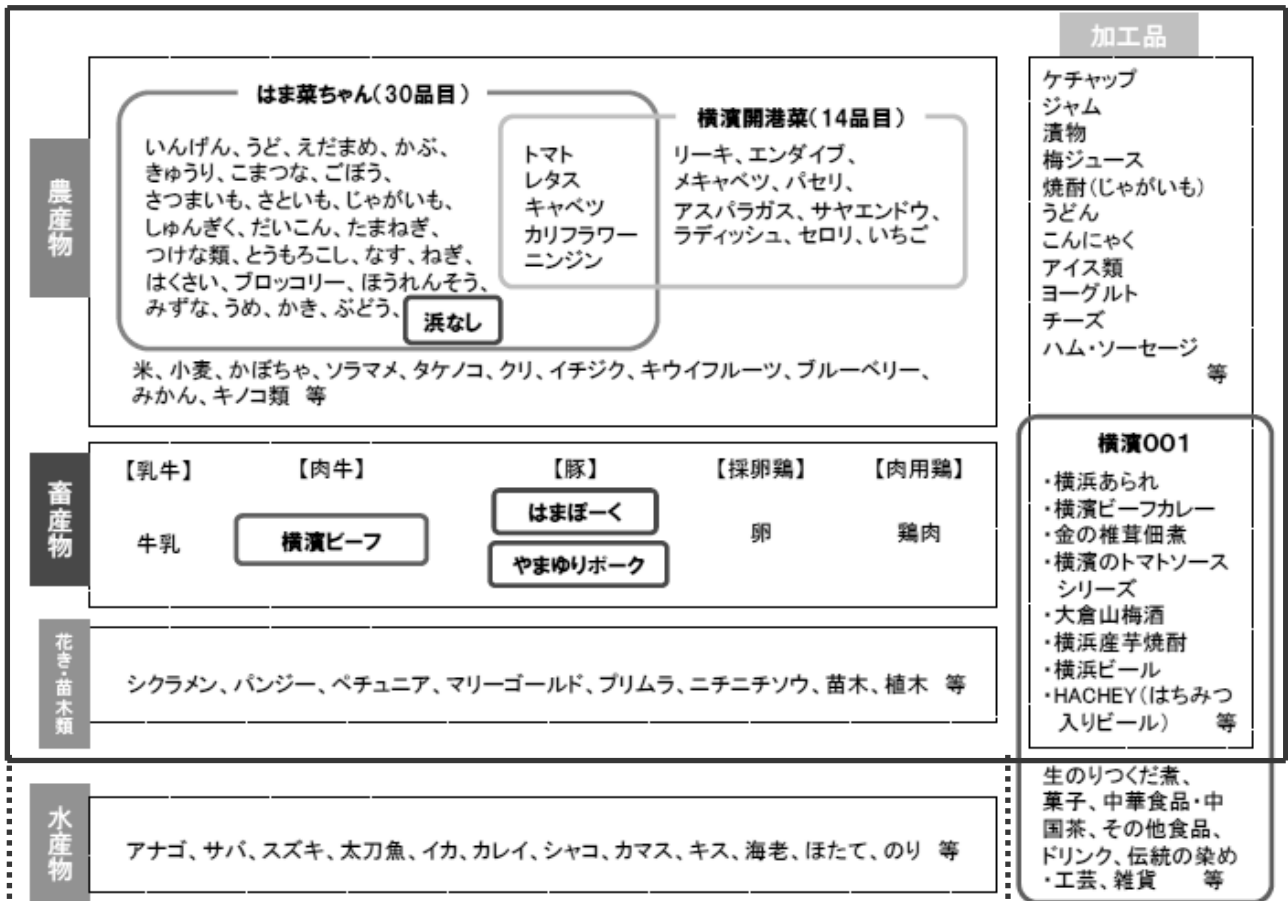 農産物
はま菜ちゃん(30品目)
いんげん、うど、えだまめ、かぶ、
きゅうり、こまつな、ごぼう、
さつまいも、さといも、じゃがいも、
しゅんぎく、だいこん、たまねぎ、
つけな類、とうもろこし、なす、ねぎ、
はくさい、ブロッコリー、ほうれんそう、
みずな、うめ、かき、ぶどう、
浜なし
トマト
レタス
キャベツ
カリフラワー
ニンジン
横濱開港菜(14品目)
リーキ、エンダイブ、
メキャベツ、パセリ、
アスパラガス、サヤエンドウ、
ラディッシュ、セロリ、いちご
米、小麦、かぼちゃ、ソラマメ、タケノコ、クリ、イチジク、キウイフルーツ、ブルーベリー、
みかん、キノコ類 等
畜産物
【乳牛】
牛乳
【肉牛】
横濱ビーフ
【豚】
はまぽーく
やまゆりポーク
【採卵鶏】
卵
【肉用鶏】
鶏肉
花き・苗木類
シクラメン、パンジー、ペチュニア、マリーゴールド、プリムラ、ニチニチソウ、苗木、植木 等
水産物
アナゴ、サバ、スズキ、太刀魚、イカ、カレイ、シャコ、カマス、キス、海老、ほたて、のり 等
加工品
ケチャップ
ジャム
漬物
梅ジュース
焼酎(じゃがいも)
うどん
こんにゃく
アイス類
ヨーグルト
チーズ
ハム・ソーセージ
等
横濱001
・横浜あられ
・横濱ビーフカレー
・金の椎茸佃煮
・横濱のトマトソース
シリーズ
・大倉山梅酒
・横浜産芋焼酎
・横浜ビール
・HACHEY(はちみつ
入りビール) 等
生のりつくだ煮、
菓子、中華食品・中
国茶、その他食品、
ドリンク、伝統の染め
・工芸、雑貨 等